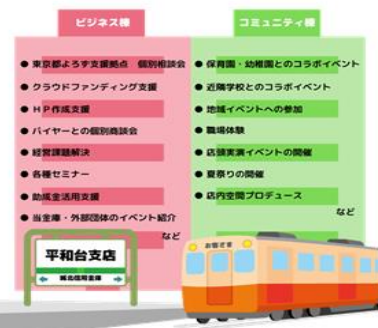 ビジネス棟
● 東京都よろず支援拠点 個別相談会
● クラウドファンディング支援
● HP作成支援
● バイヤーとの個別商談会
● 経営課題解決
● 各種セミナー
● 助成金活用支援
● 当金庫・外部団体のイベント紹介
など
コミュニティ棟
● 保育園・幼稚園とのコラボイベント
● 近隣学校とのコラボイベント
● 地域イベントへの参加
● 職場体験
● 店頭実演イベントの開催
● 夏祭りの開催
● 店内空間プロデュース
など
平和台支店
城北信用金庫
お客さま